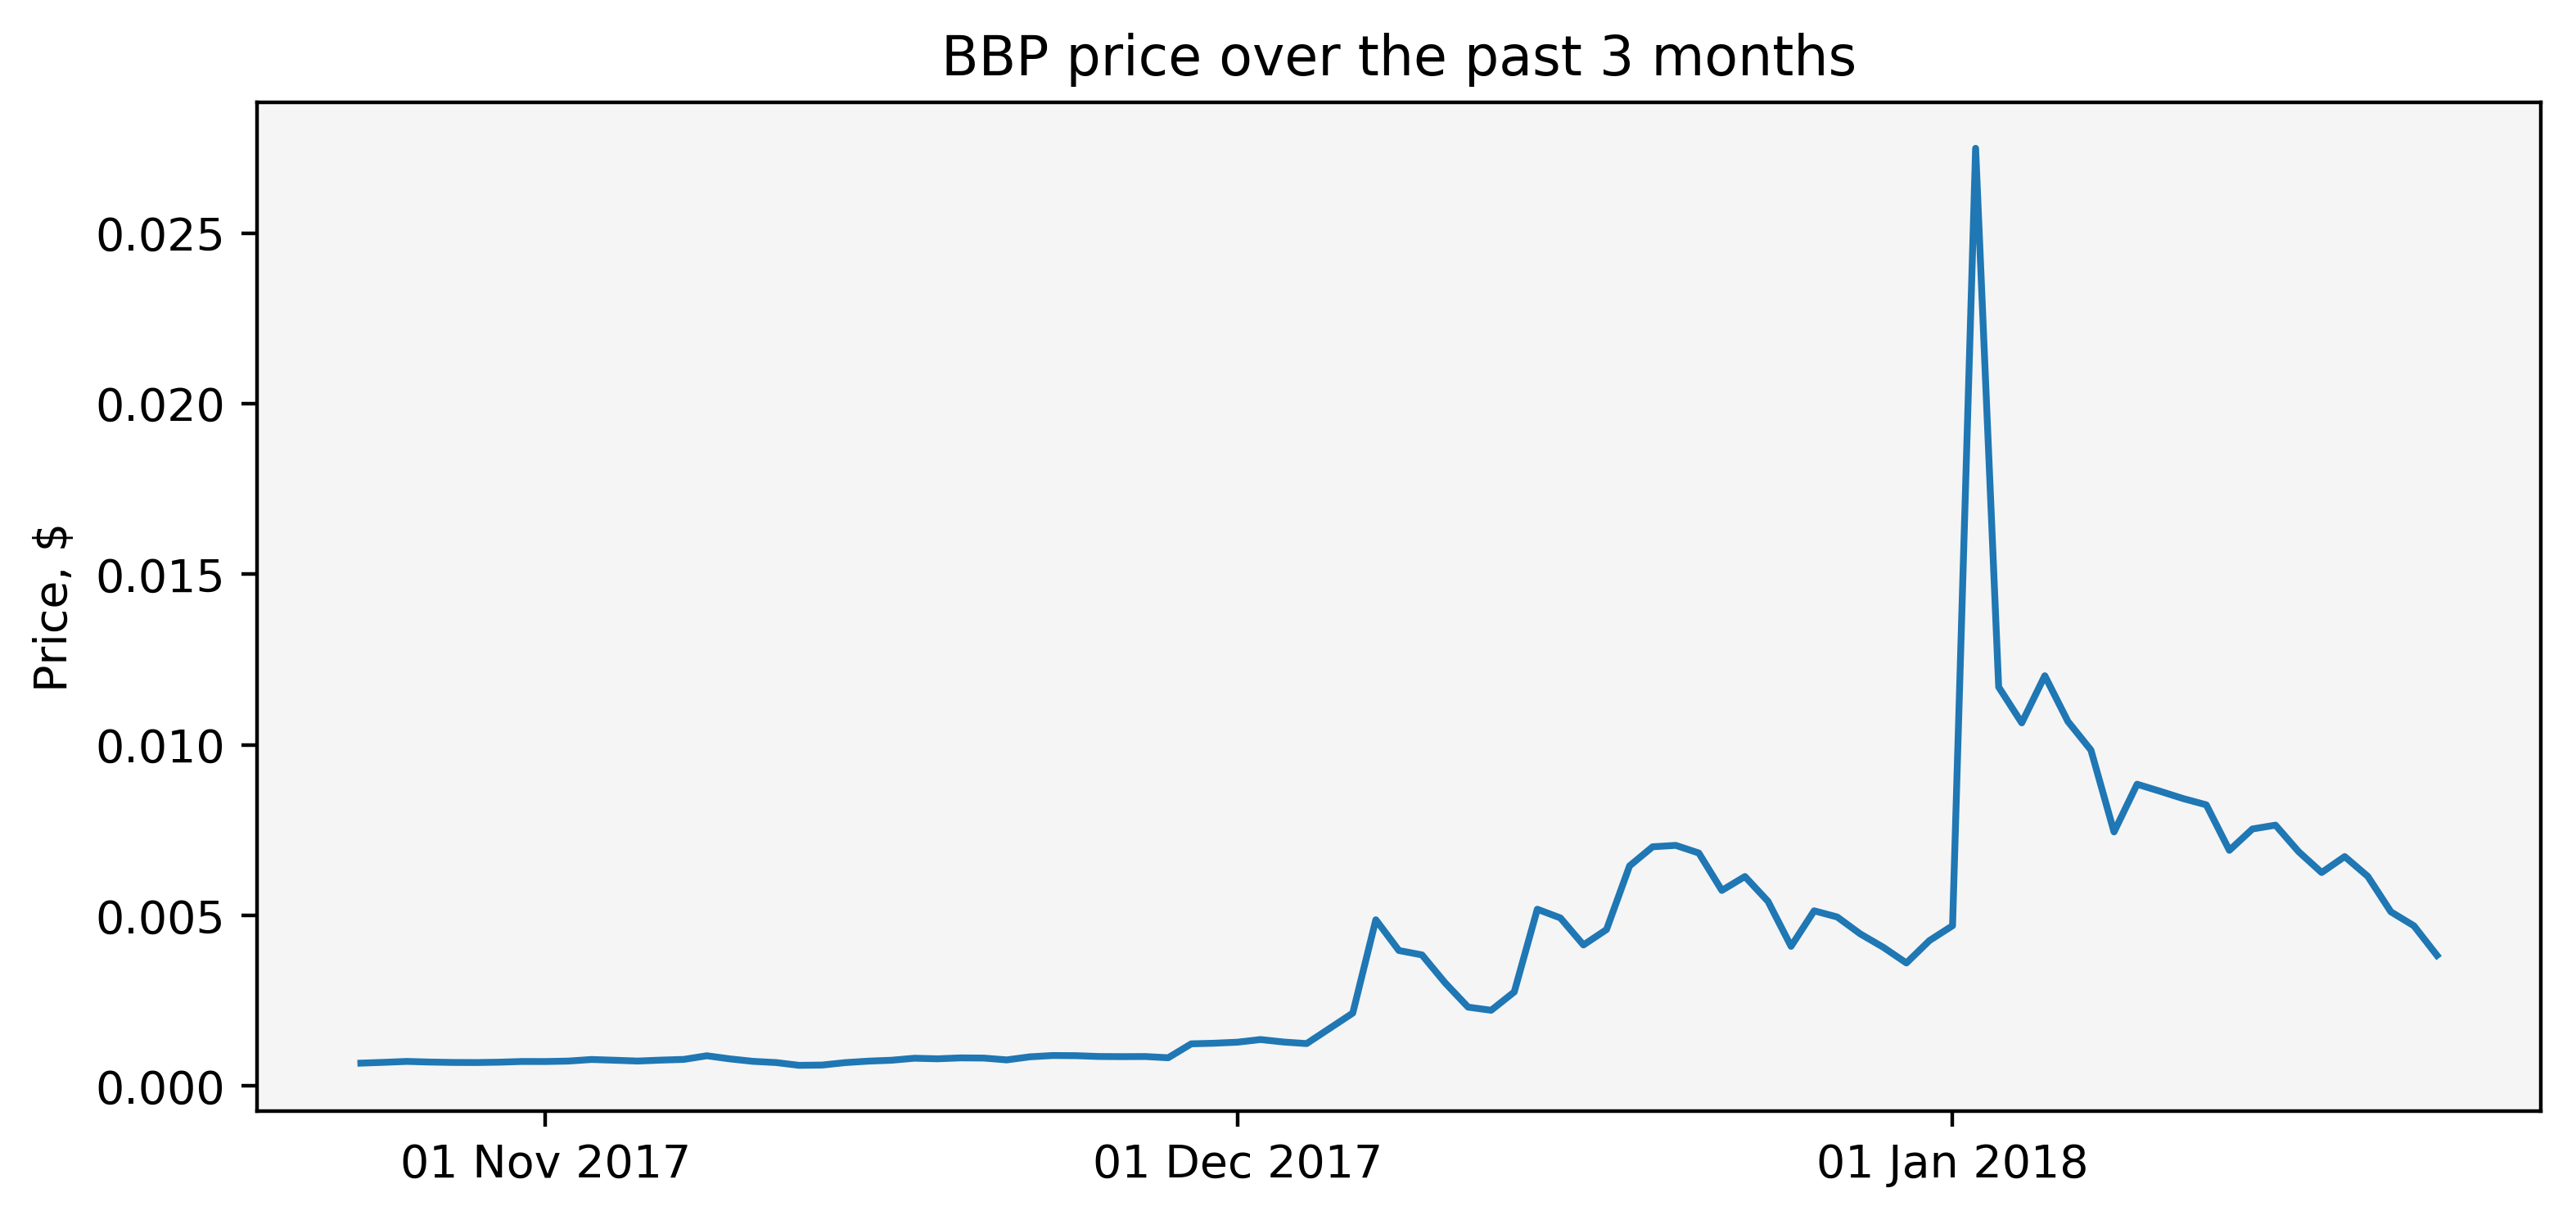 BBP price over the past 3 months
Price, $
0.025
0.020
0.015
0.010
0.005
0.000
01 Nov 2017
01 Dec 2017
01 Jan 2018